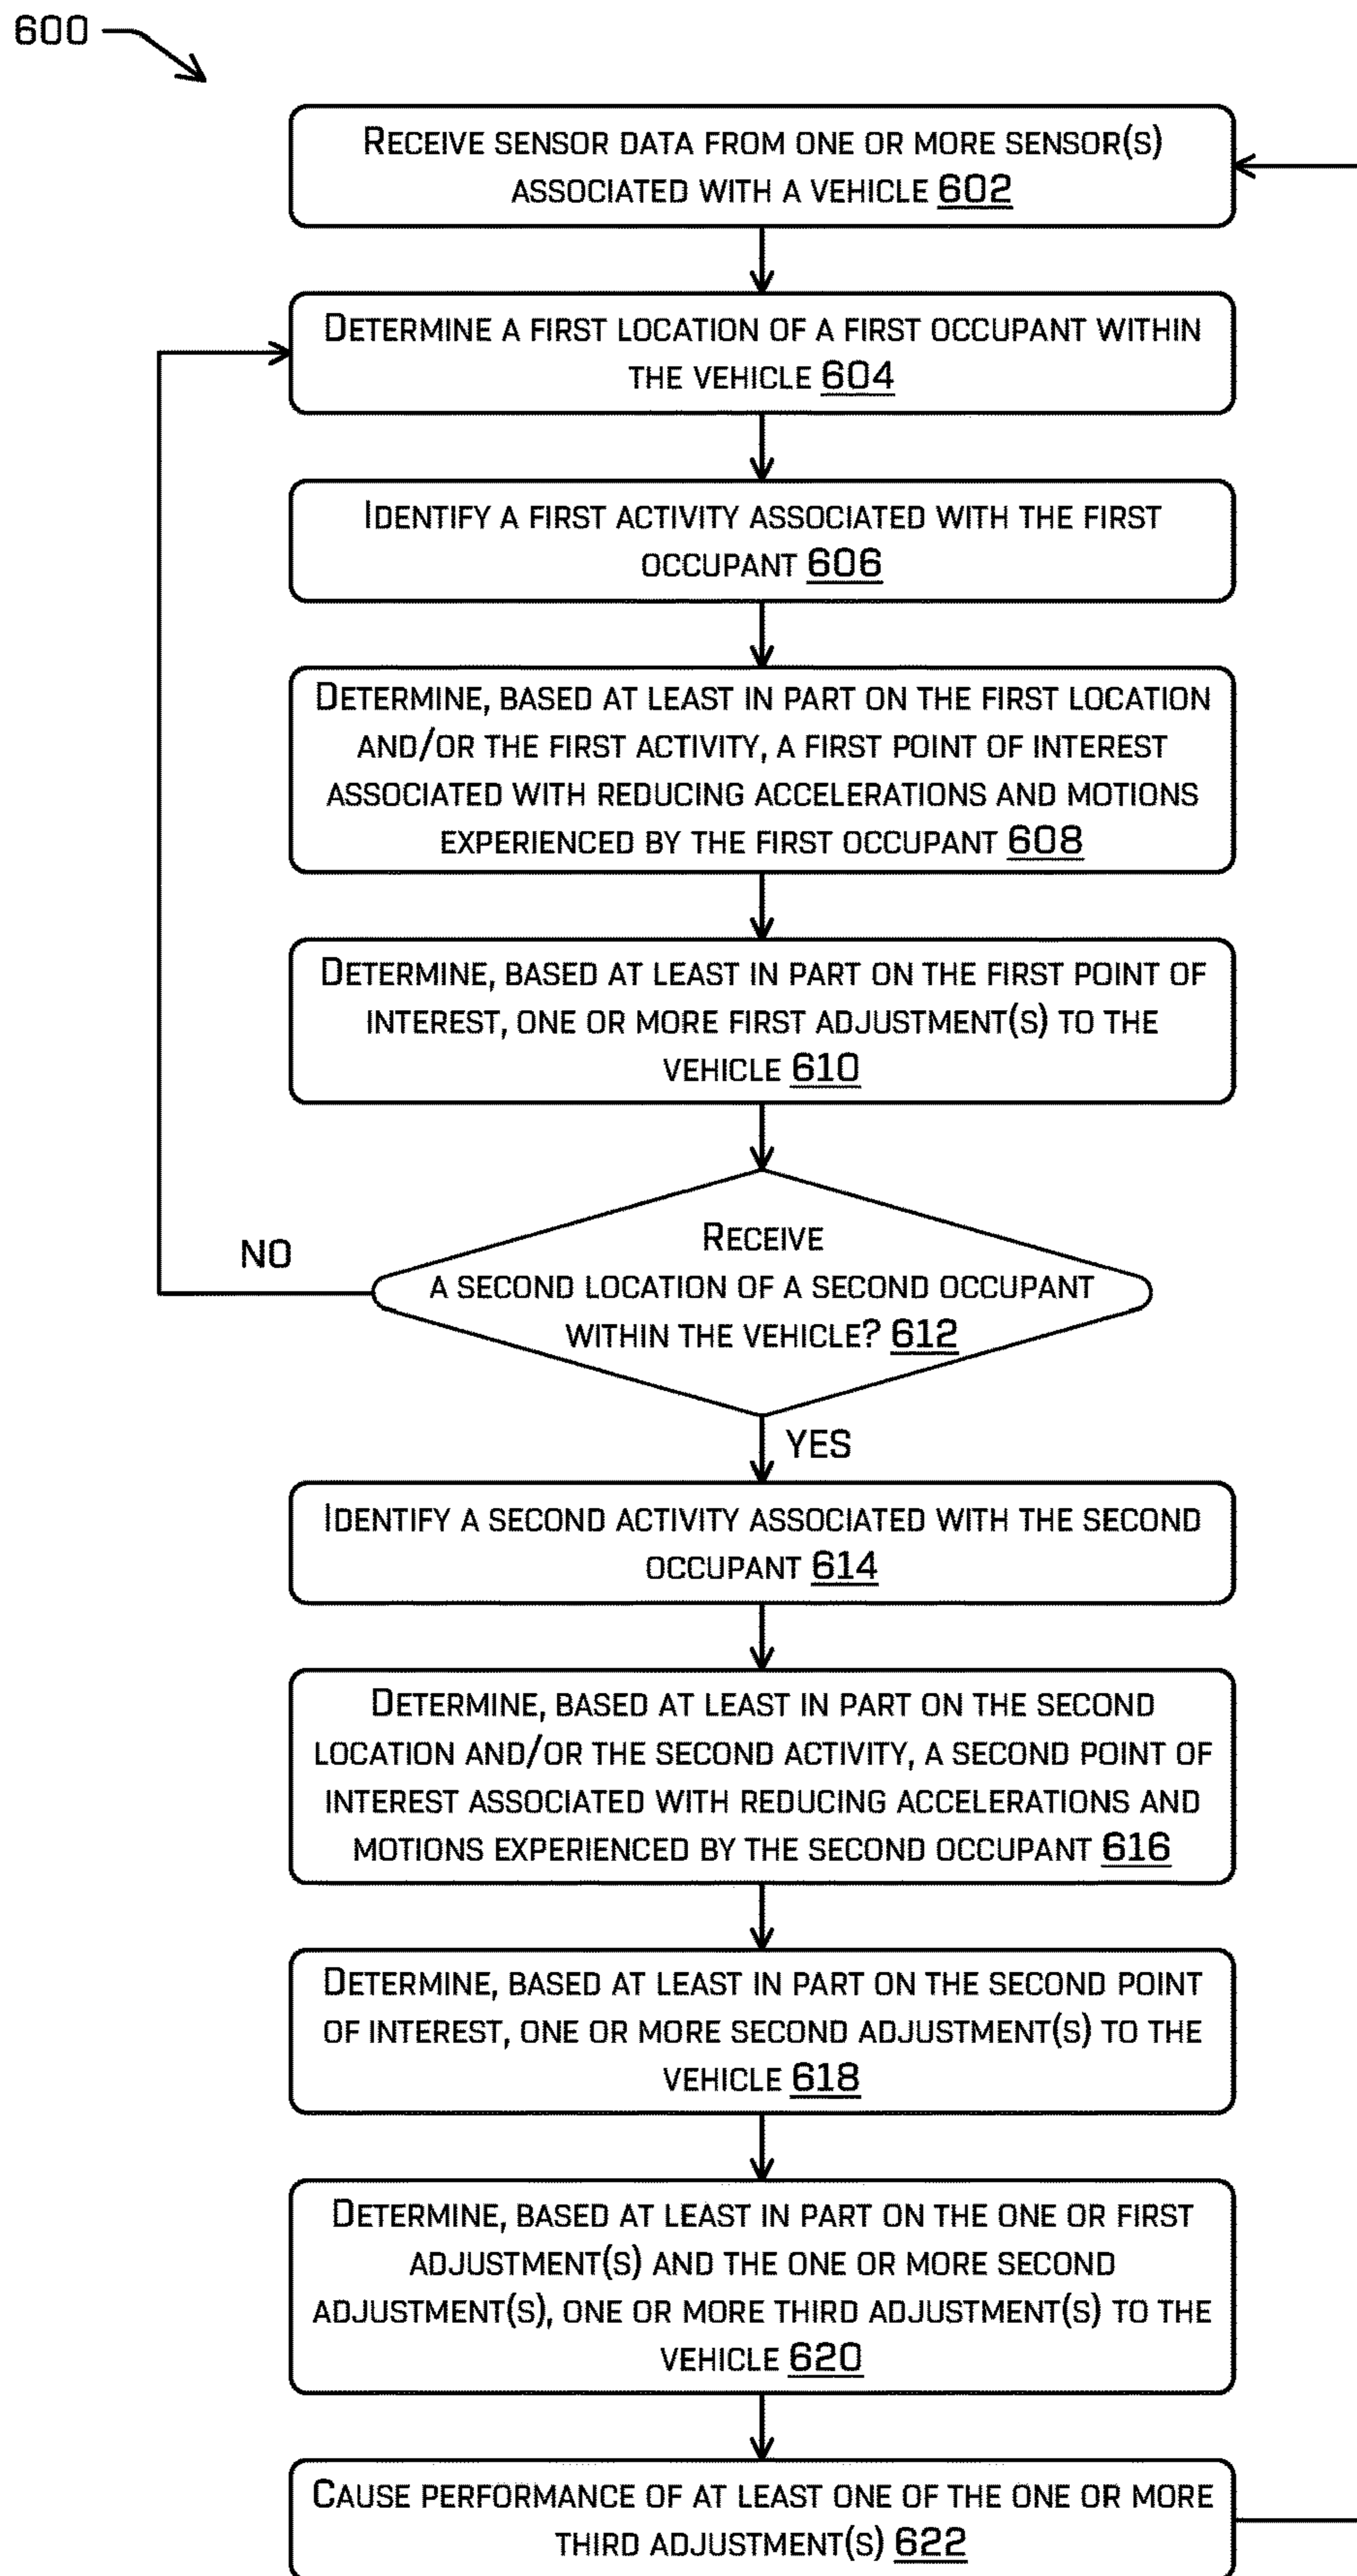 600
RECEIVE SENSOR DATA FROM ONE OR MORE SENSOR(S)
ASSOCIATED WITH A VEHICLE 602
DETERMINE A FIRST LOCATION OF A FIRST OCCUPANT WITHIN
THE VEHICLE 604
IDENTIFY A FIRST ACTIVITY ASSOCIATED WITH THE FIRST
OCCUPANT 606
DETERMINE, BASED AT LEAST IN PART ON THE FIRST LOCATION
AND/OR THE FIRST ACTIVITY, A FIRST POINT OF INTEREST
ASSOCIATED WITH REDUCING ACCELERATIONS AND MOTIONS
EXPERIENCED BY THE FIRST OCCUPANT 608
DETERMINE, BASED AT LEAST IN PART ON THE FIRST POINT OF
INTEREST, ONE OR MORE FIRST ADJUSTMENT(S) TO THE
VEHICLE 610
RECEIVE
A SECOND LOCATION OF A SECOND OCCUPANT
WITHIN THE VEHICLE? 612
NO
YES
IDENTIFY A SECOND ACTIVITY ASSOCIATED WITH THE SECOND
OCCUPANT 614
DETERMINE, BASED AT LEAST IN PART ON THE SECOND
LOCATION AND/OR THE SECOND ACTIVITY, A SECOND POINT OF
INTEREST ASSOCIATED WITH REDUCING ACCELERATIONS AND
MOTIONS EXPERIENCED BY THE SECOND OCCUPANT 616
DETERMINE, BASED AT LEAST IN PART ON THE SECOND POINT
OF INTEREST, ONE OR MORE SECOND ADJUSTMENT(S) TO THE
VEHICLE 618
DETERMINE, BASED AT LEAST IN PART ON THE ONE OR FIRST
ADJUSTMENT(S) AND THE ONE OR MORE SECOND
ADJUSTMENT(S), ONE OR MORE THIRD ADJUSTMENT(S) TO THE
VEHICLE 620
CAUSE PERFORMANCE OF AT LEAST ONE OF THE ONE OR MORE
THIRD ADJUSTMENT(S) 622